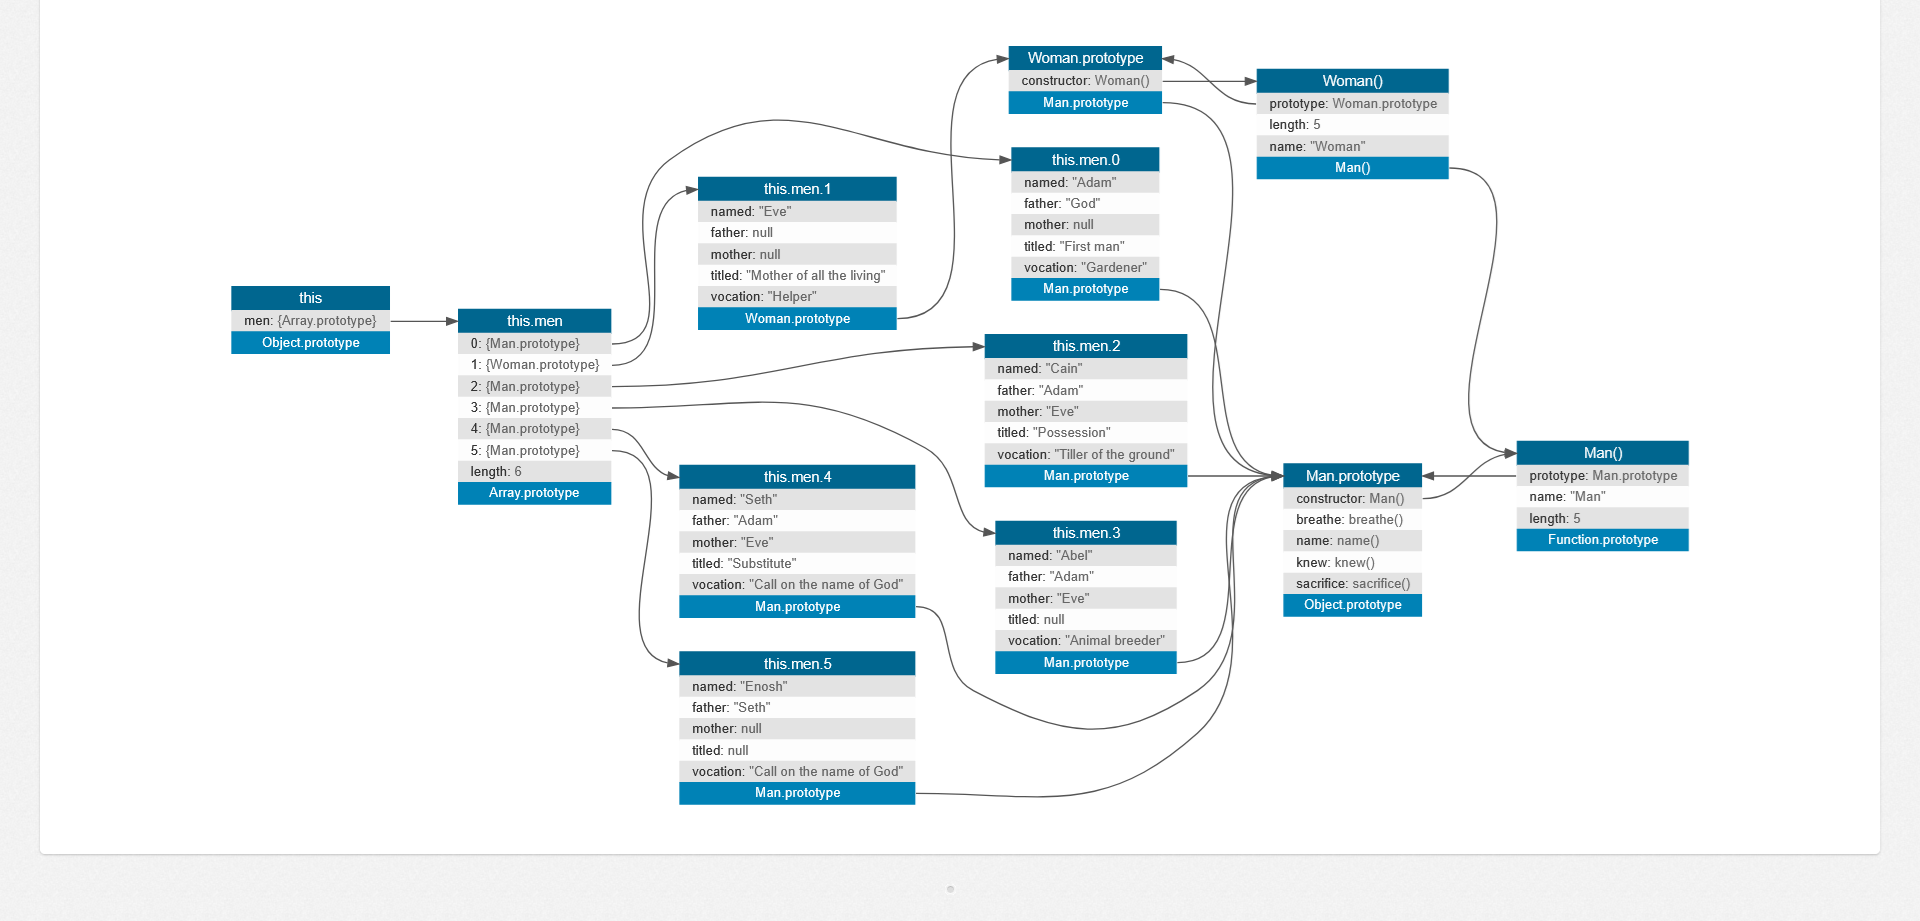 this
men: {Array.prototype}
Object.prototype
this.men
0: {Man.prototype}
1: {Woman.prototype}
2: {Man.prototype}
3: {Man.prototype}
4: {Man.prototype}
5: {Man.prototype}
length: 6
Array.prototype
this.men.1
named: "Eve"
father: null
mother: null
titled: "Mother of all the living"
vocation: "Helper"
Woman.prototype
this.men.4
named: "Seth"
father: "Adam"
mother: "Eve"
titled: "Substitute"
vocation: "Call on the name of God"
Man.prototype
this.men.5
named: "Enosh"
father: "Seth"
mother: null
titled: null
vocation: "Call on the name of God"
Man.prototype
Woman.prototype
constructor: Woman()
Man.prototype
this.men.0
named: "Adam"
father: "God"
mother: null
titled: "First man"
vocation: "Gardener"
Man.prototype
this.men.2
named: "Cain"
father: "Adam"
mother: "Eve"
titled: "Possession"
vocation: "Tiller of the ground"
Man.prototype
this.men.3
named: "Abel"
father: "Adam"
mother: "Eve"
titled: null
vocation: "Animal breeder"
Man.prototype
Woman()
prototype: Woman.prototype
length: 5
name: "Woman"
Man()
Man.prototype
constructor: Man()
breathe: breathe()
name: name()
knew: knew()
sacrifice: sacrifice()
Object.prototype
Man()
prototype: Man.prototype
name: "Man"
length: 5
Function.prototype